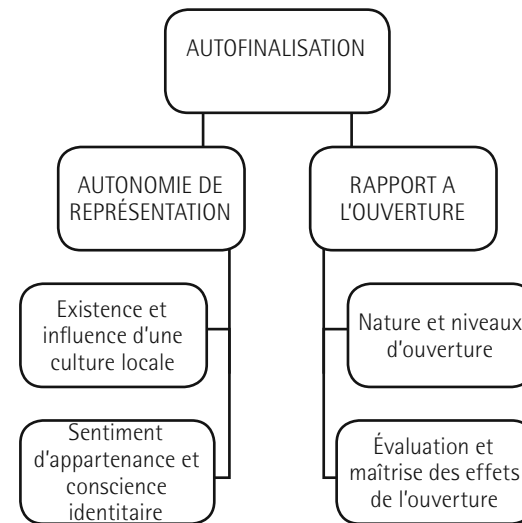 AUTOFINALISATION
AUTONOMIE DE
REPRÉSENTATION
RAPPORT A
L'OUVERTURE
Existence et
influence d'une
culture locale
Nature et niveaux
d'ouverture
Sentiment
d'appartenance et
conscience
identitaire
Évaluation et
maîtrise des effets
de l'ouverture